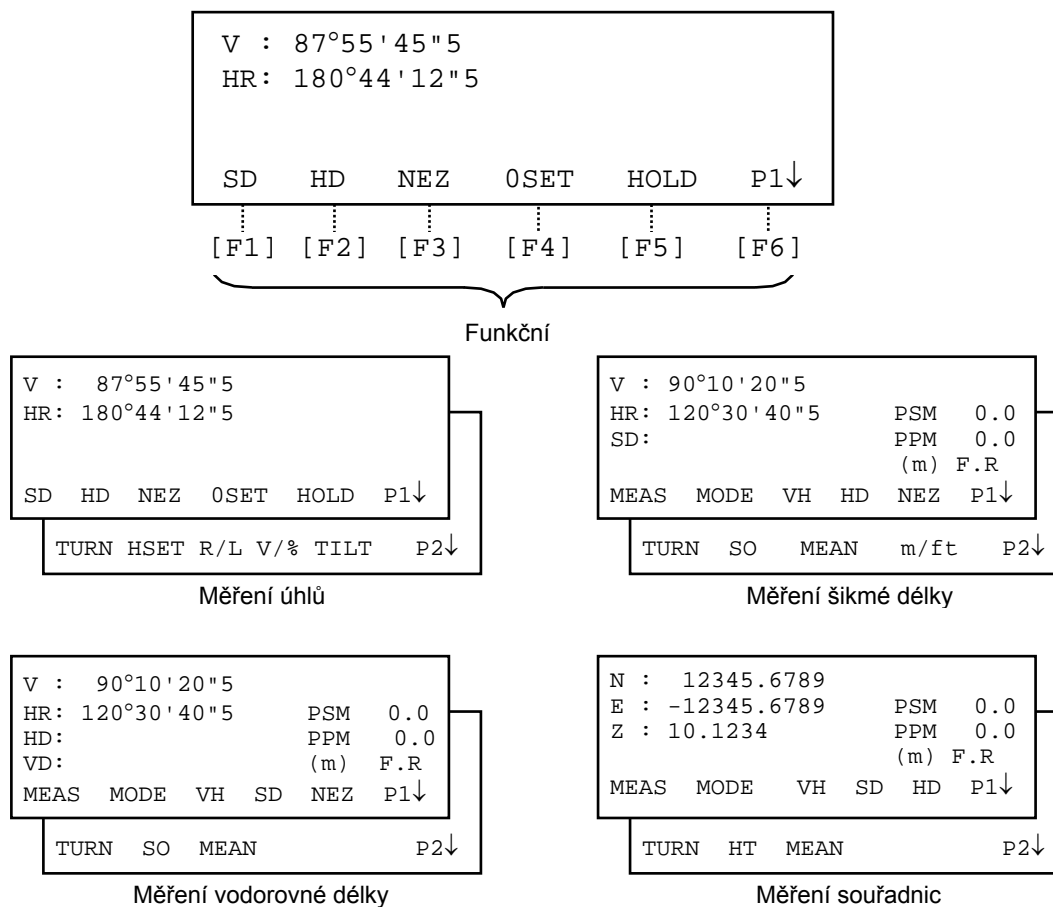 V : 87°55'45"5
HR: 180°44'12"5
SD HD NEZ 0SET HOLD P1↓
[F1] [F2] [F3] [F4] [F5] [F6]
Funkční
V : 87°55'45"5
HR: 180°44'12"5
SD HD NEZ 0SET HOLD P1↓
TURN HSET R/L V/% TILT P2↓
Měření úhlů
V : 90°10'20"5
HR: 120°30'40"5 PSM 0.0
SD: PPM 0.0
(m) F.R
MEAS MODE VH HD NEZ P1↓
TURN SO MEAN m/ft P2↓
Měření šikmé délky
V : 90°10'20"5
HR: 120°30'40"5 PSM 0.0
HD: PPM 0.0
VD: (m) F.R
MEAS MODE VH SD NEZ P1↓
TURN SO MEAN P2↓
Měření vodorovné délky
N : 12345.6789
E : -12345.6789 PSM 0.0
Z : 10.1234 PPM 0.0
(m) F.R
MEAS MODE VH SD HD P1↓
TURN HT MEAN P2↓
Měření souřadnic